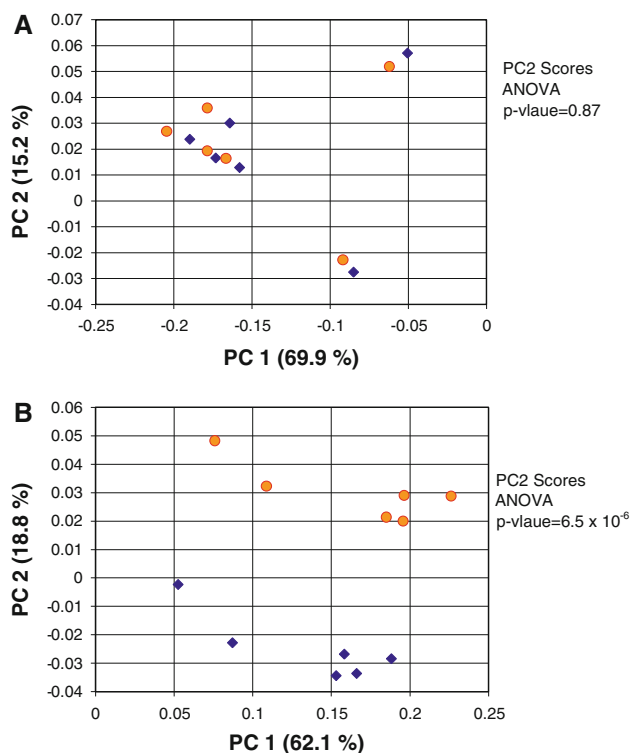 A
0.07
0.06
0.05
0.04
0.03
0.02
0.01
0
-0.01
-0.02
-0.03
-0.04
PC 2 (15.2 %)
-0.25 -0.2 -0.15 -0.1 -0.05 0
PC 1 (69.9 %)
PC2 Scores
ANOVA
p-vlaue=0.87
B
0.06
0.05
0.04
0.03
0.02
0.01
0
-0.01
-0.02
-0.03
-0.04
PC 2 (18.8 %)
0 0.05 0.1 0.15 0.2 0.25
PC 1 (62.1 %)
PC2 Scores
ANOVA
p-vlaue=6.5 x 10⁻⁶